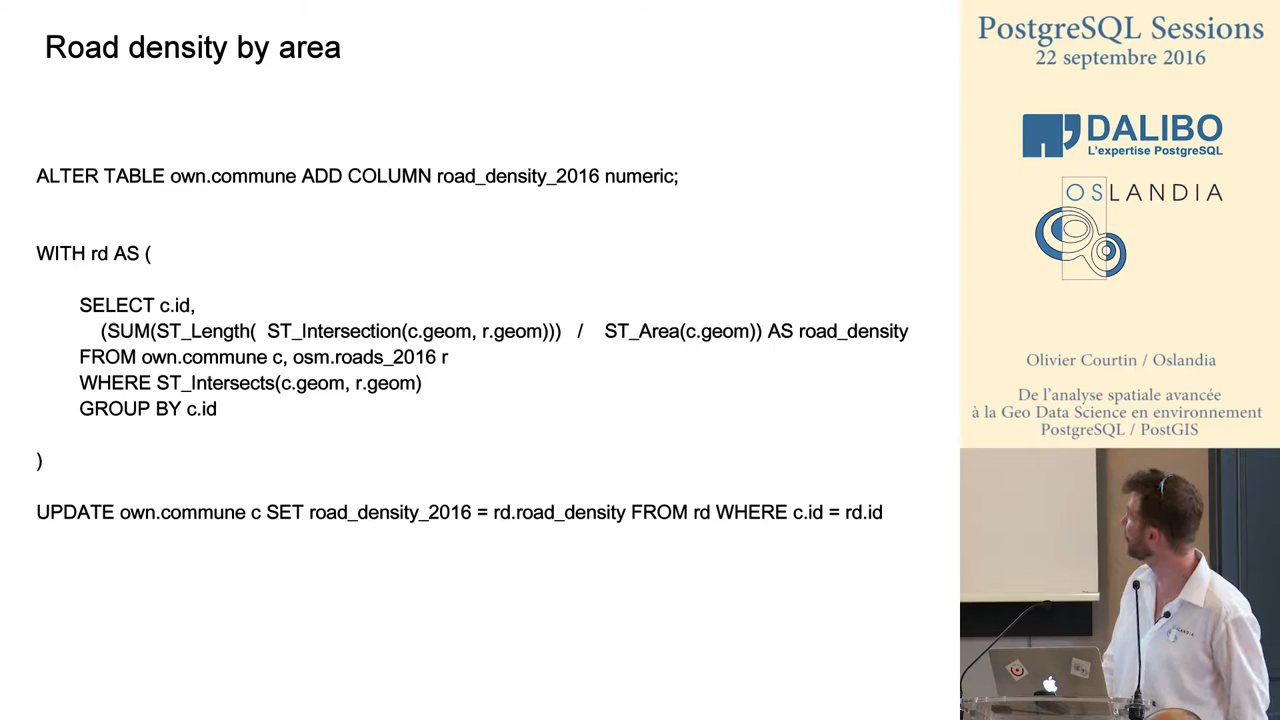 Road density by area
ALTER TABLE own.commune ADD COLUMN road_density_2016 numeric;
WITH rd AS (
SELECT c.id,
(SUM(ST_Length( ST_Intersection(c.geom, r.geom))) / ST_Area(c.geom)) AS road_density
FROM own.commune c, osm.roads_2016 r
WHERE ST_Intersects(c.geom, r.geom)
GROUP BY c.id
)
UPDATE own.commune c SET road_density_2016 = rd.road_density FROM rd WHERE c.id = rd.id
PostgreSQL Sessions
22 septembre 2016
DALIBO
L'expertise PostgreSQL
OSLANDIA
Olivier Courtin / Oslandia
De l'analyse spatiale avancée
à la Geo Data Science en environnement
PostgreSQL / PostGIS